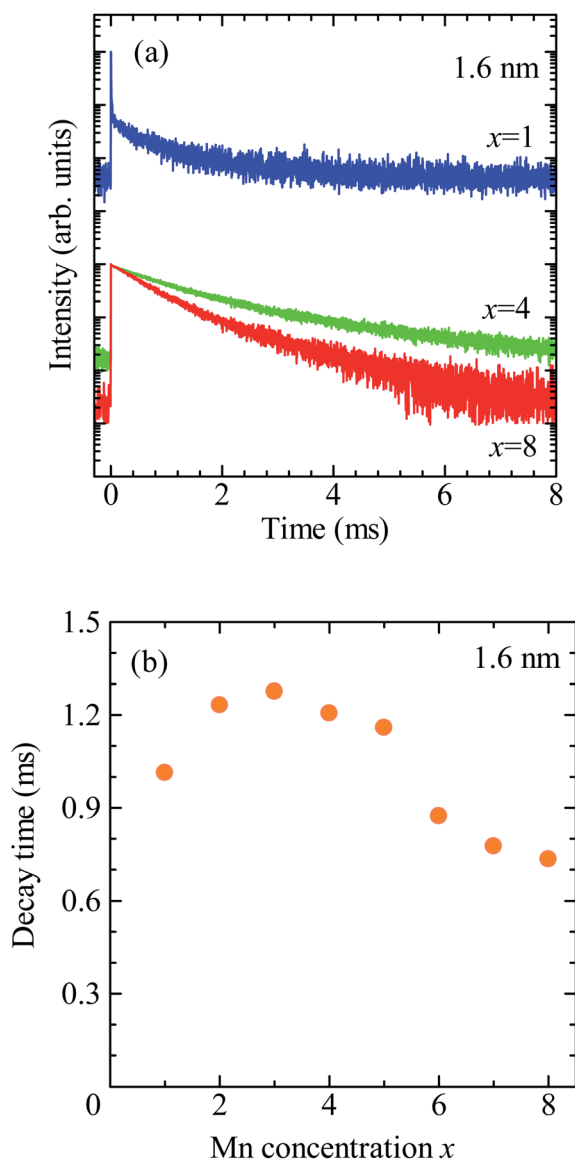 (a)
1.6 nm
x=1
x=4
x=8
Intensity (arb. units)
0 2 4 6 8
Time (ms)
(b)
1.6 nm
1.5
1.2
0.9
0.6
0.3
0
Decay time (ms)
2 4 6 8
Mn concentration x